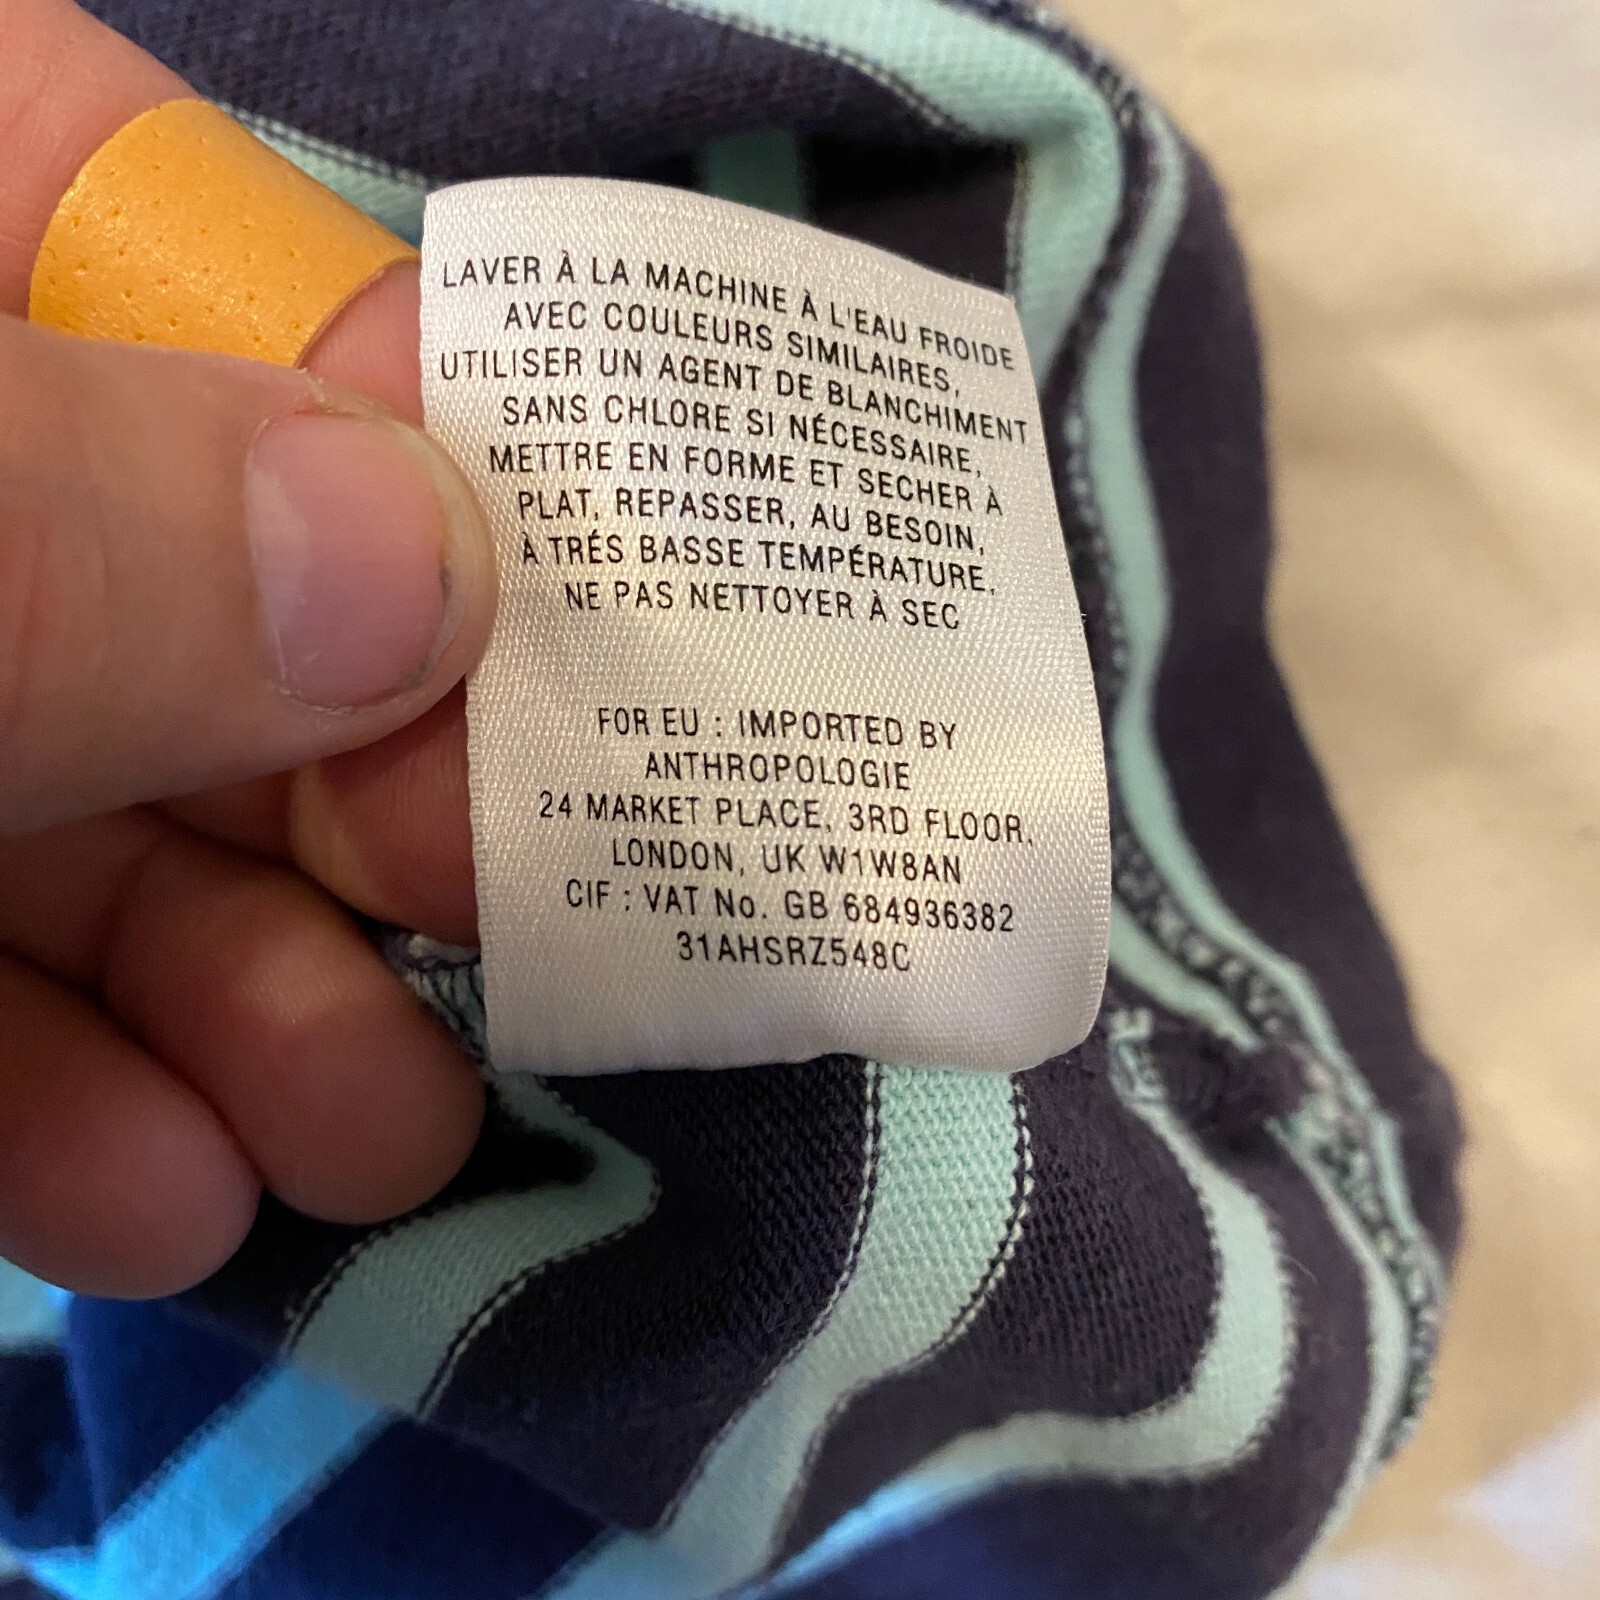 LAVER À LA MACHINE À L'EAU FROIDE
AVEC COULEURS SIMILAIRES,
UTILISER UN AGENT DE BLANCHIMENT
SANS CHLORE SI NÉCESSAIRE,
METTRE EN FORME ET SECHER À
PLAT, REPASSER, AU BESOIN,
À TRÉS BASSE TEMPÉRATURE,
NE PAS NETTOYER À SEC
FOR EU : IMPORTED BY
ANTHROPOLOGIE
24 MARKET PLACE, 3RD FLOOR,
LONDON, UK W1W8AN
CIF : VAT No. GB 684936382
31AHSRZ548C